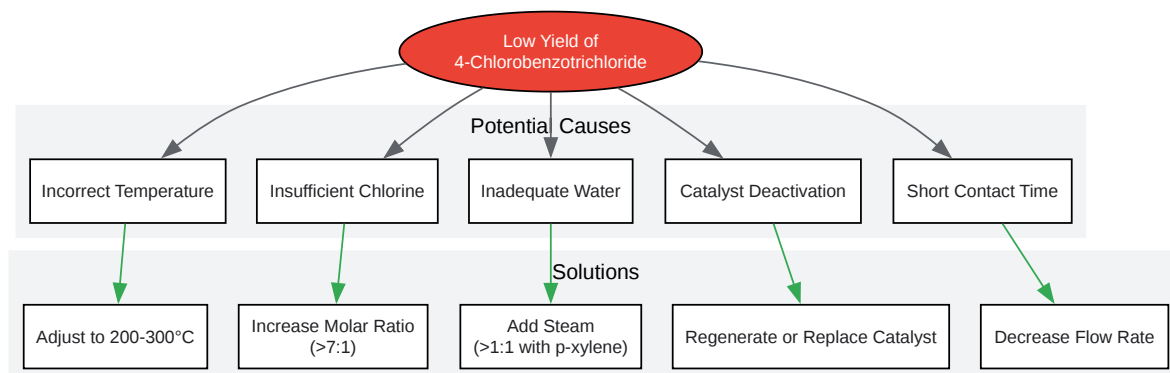 Low Yield of
4-Chlorobenzotrichloride
Potential Causes
Incorrect Temperature
Insufficient Chlorine
Inadequate Water
Catalyst Deactivation
Short Contact Time
Solutions
Adjust to 200-300°C
Increase Molar Ratio
(>7:1)
Add Steam
(>1:1 with p-xylene)
Regenerate or Replace Catalyst
Decrease Flow Rate